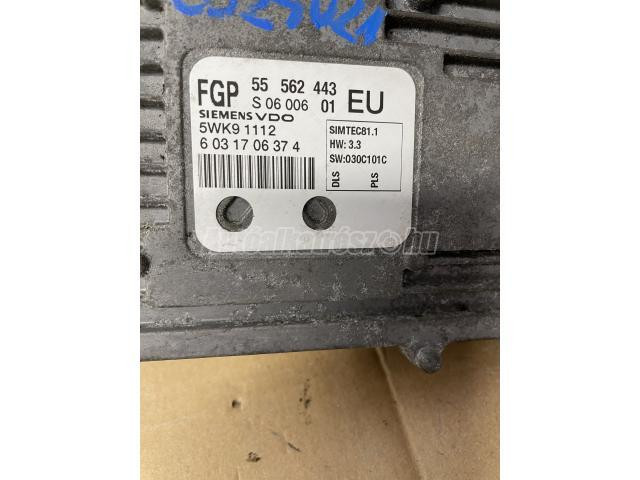 FGP 55 562 443
S 06 006 01 EU
SIEMENS VDO
5WK9 1112
6 03 17 06 37 4
SIMTEC81.1
HW: 3.3
SW:030C101C
DLS
PLS